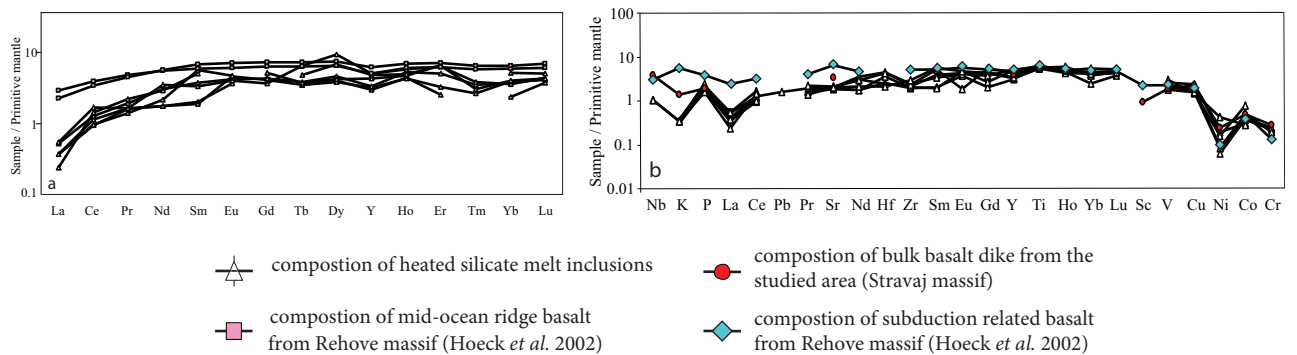 Sample / Primitive mantle
10
1
0.1
a
La Ce Pr Nd Sm Eu Gd Tb Dy Y Ho Er Tm Yb Lu
Sample / Primitive mantle
100
10
1
0.1
0.01
b
Nb K P La Ce Pb Pr Sr Nd Hf Zr Sm Eu Gd Y Ti Ho Yb Lu Sc V Cu Ni Co Cr
compostion of heated silicate melt inclusions
compostion of mid-ocean ridge basalt
from Rehove massif (Hoeck et al. 2002)
compostion of bulk basalt dike from the
studied area (Stravaj massif)
compostion of subduction related basalt
from Rehove massif (Hoeck et al. 2002)